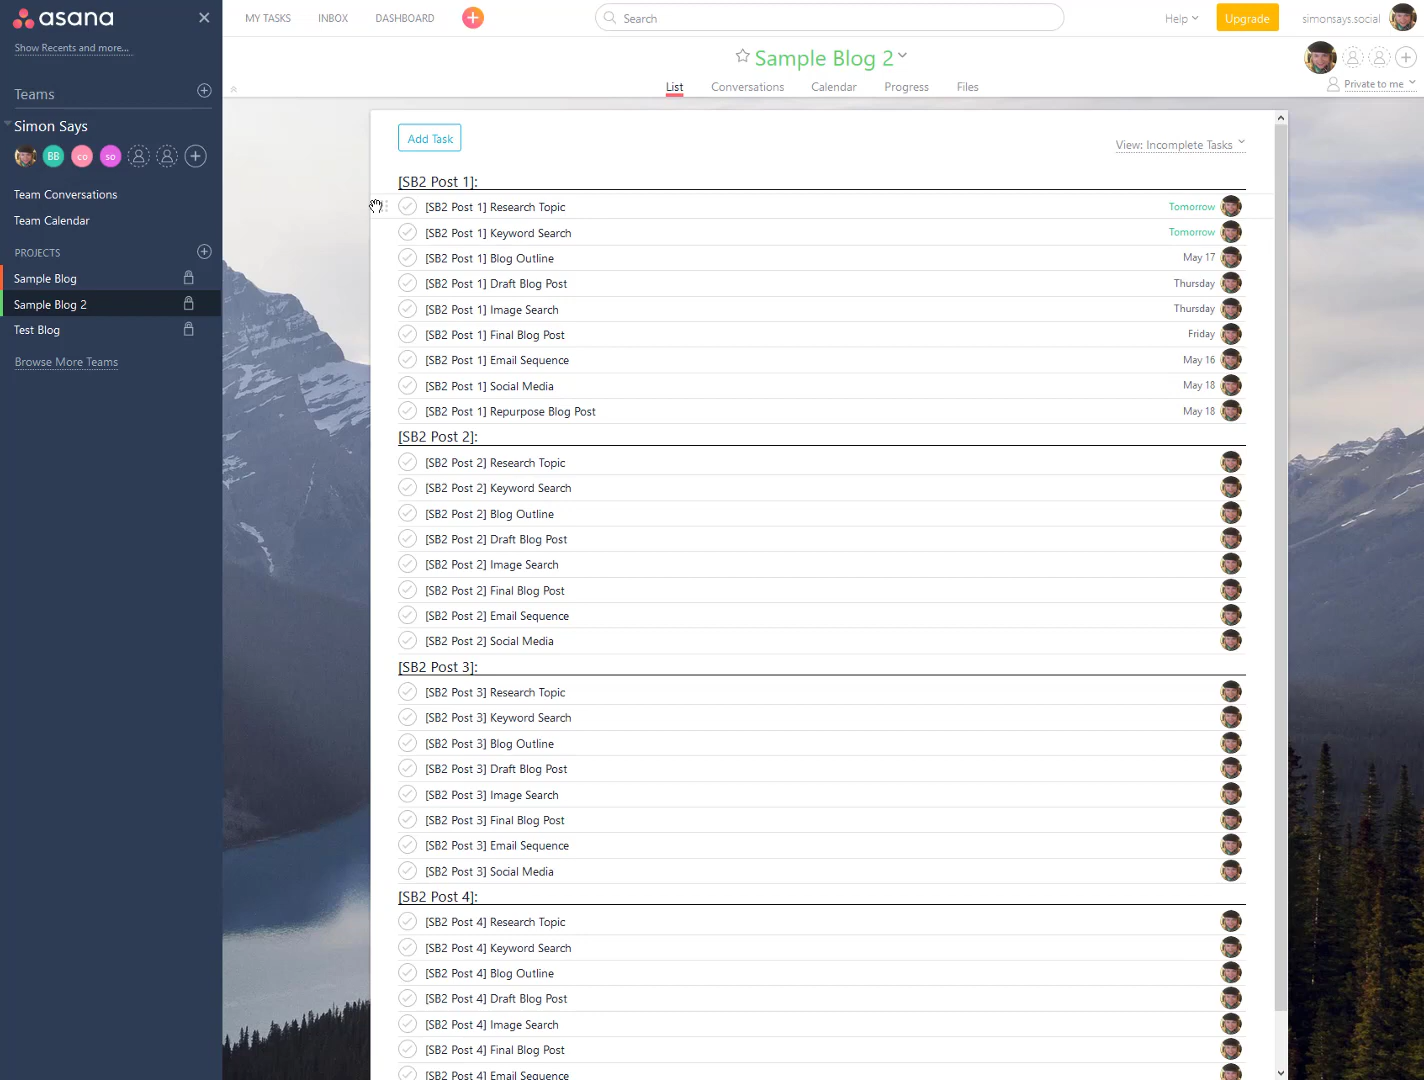 asana
MY TASKS INBOX DASHBOARD
Search
Help Upgrade simonsays.social
Show Recents and more...
Sample Blog 2
Private to me
List Conversations Calendar Progress Files
Teams
Simon Says
BB co so
Team Conversations
Team Calendar
PROJECTS
Sample Blog
Sample Blog 2
Test Blog
Browse More Teams
Add Task
View: Incomplete Tasks
[SB2 Post 1]:
[SB2 Post 1] Research Topic Tomorrow
[SB2 Post 1] Keyword Search Tomorrow
[SB2 Post 1] Blog Outline May 17
[SB2 Post 1] Draft Blog Post Thursday
[SB2 Post 1] Image Search Thursday
[SB2 Post 1] Final Blog Post Friday
[SB2 Post 1] Email Sequence May 16
[SB2 Post 1] Social Media May 18
[SB2 Post 1] Repurpose Blog Post May 18
[SB2 Post 2]:
[SB2 Post 2] Research Topic
[SB2 Post 2] Keyword Search
[SB2 Post 2] Blog Outline
[SB2 Post 2] Draft Blog Post
[SB2 Post 2] Image Search
[SB2 Post 2] Final Blog Post
[SB2 Post 2] Email Sequence
[SB2 Post 2] Social Media
[SB2 Post 3]:
[SB2 Post 3] Research Topic
[SB2 Post 3] Keyword Search
[SB2 Post 3] Blog Outline
[SB2 Post 3] Draft Blog Post
[SB2 Post 3] Image Search
[SB2 Post 3] Final Blog Post
[SB2 Post 3] Email Sequence
[SB2 Post 3] Social Media
[SB2 Post 4]:
[SB2 Post 4] Research Topic
[SB2 Post 4] Keyword Search
[SB2 Post 4] Blog Outline
[SB2 Post 4] Draft Blog Post
[SB2 Post 4] Image Search
[SB2 Post 4] Final Blog Post
[SB2 Post 4] Email Sequence